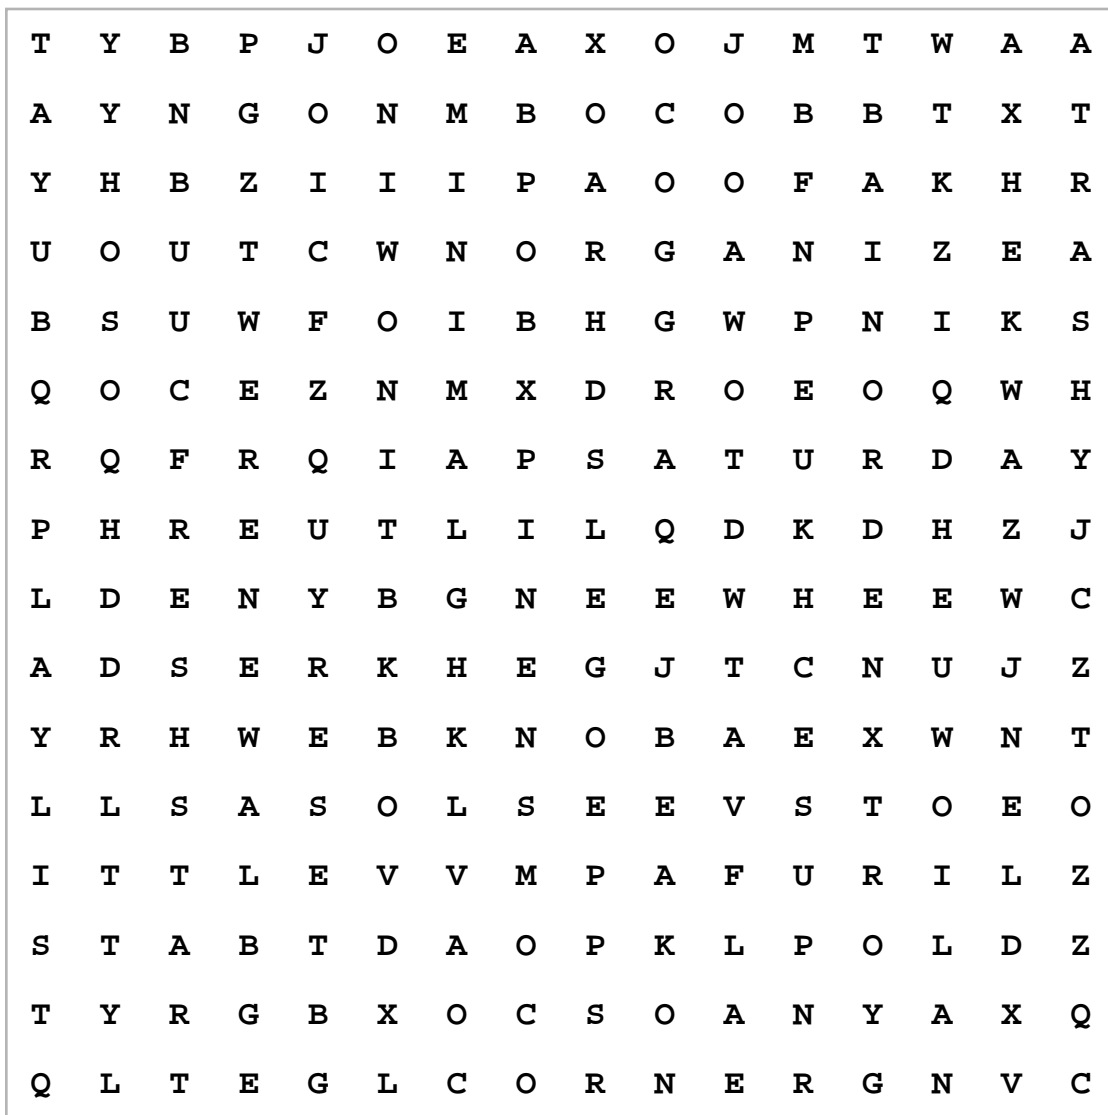 T Y B P J O E A X O J M T W A A
A Y N G O N M B O C O B B T X T
Y H B Z I I I P A O O F A K H R
U O U T C W N O R G A N I Z E A
B S U W F O I B H G W P N I K S
Q O C E Z N M X D R O E O Q W H
R Q F R Q I A P S A T U R D A Y
P H R E U T L I L Q D K D H Z J
L D E N Y B G N E E W H E E W C
A D S E R K H E G J T C N U J Z
Y R H W E B K N O B A E X W N T
L L S A S O L S E E V S T O E O
I T T L E V V M P A F U R I L Z
S T A B T D A O P K L P O L D Z
T Y R G B X O C S O A N Y A X Q
Q L T E G L C O R N E R G N V C